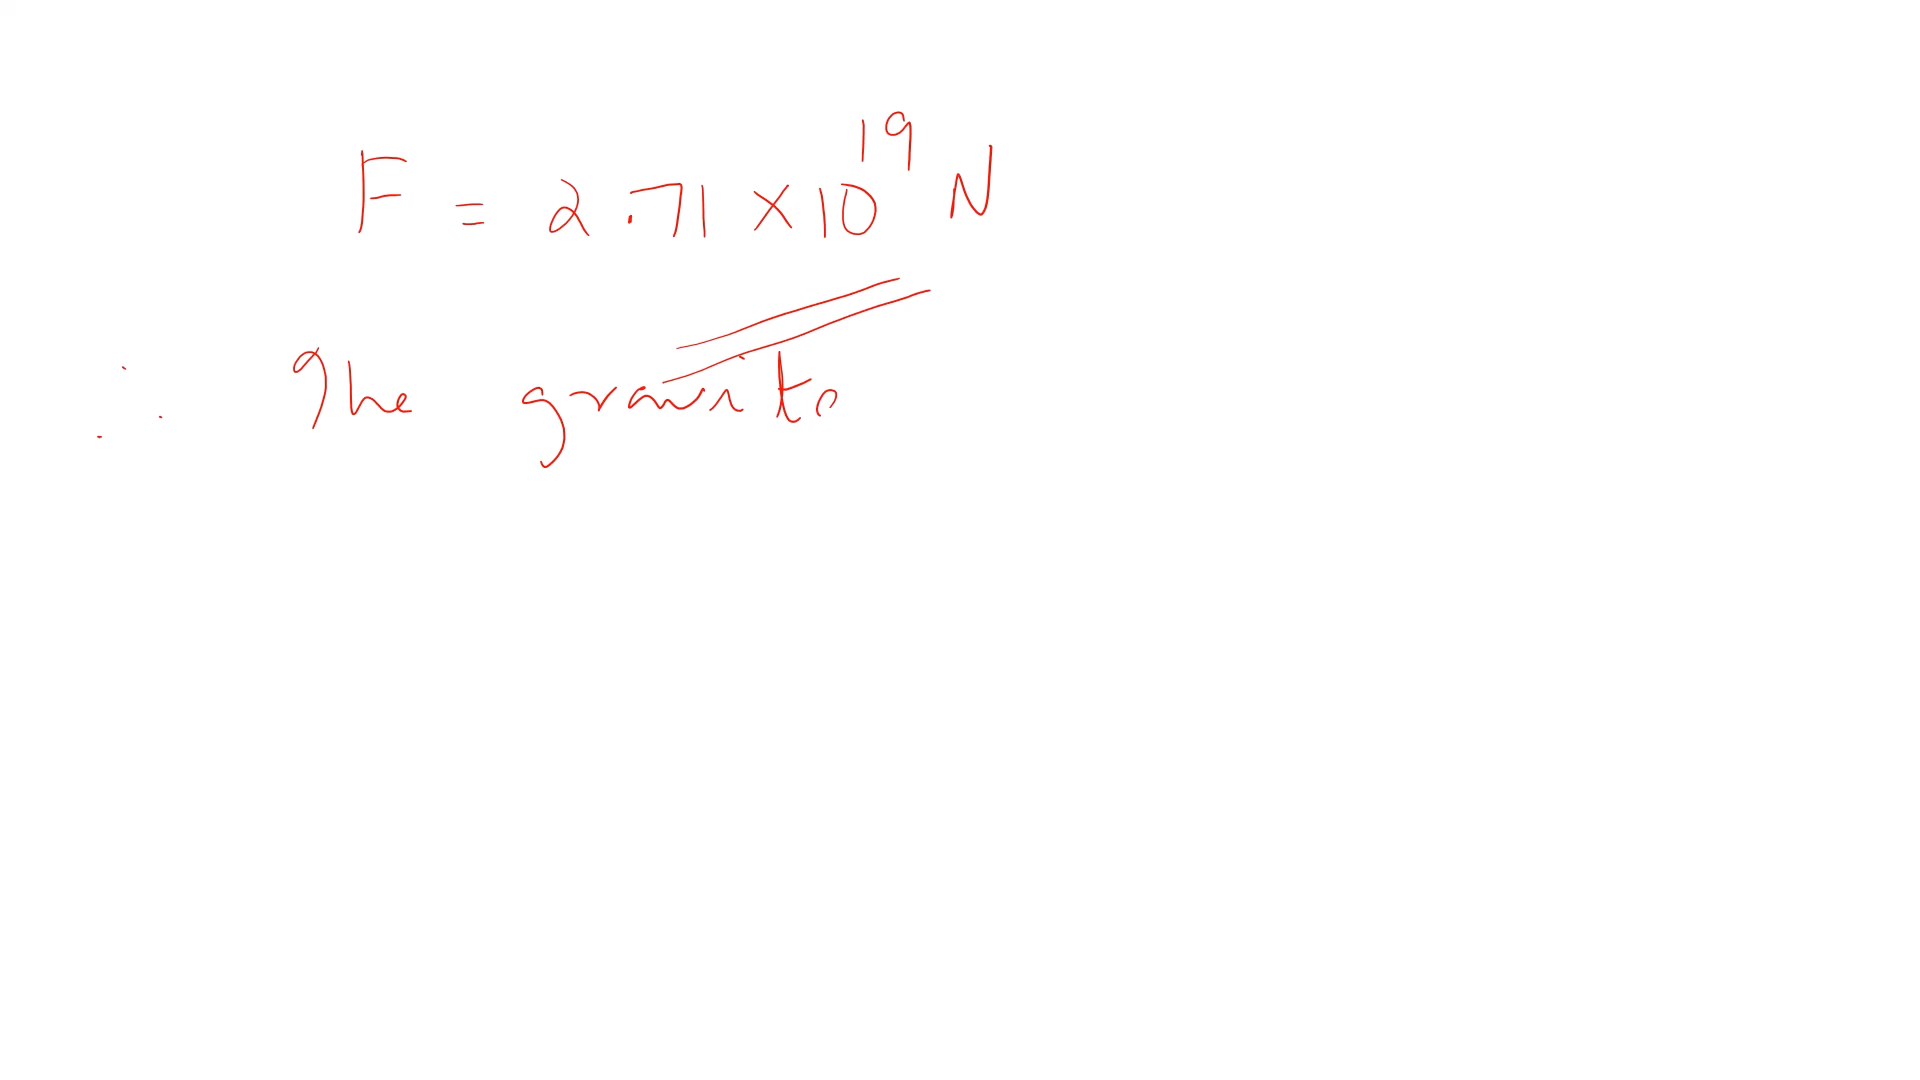 F = 2.71 × 10¹⁹ N
∴ The gravita